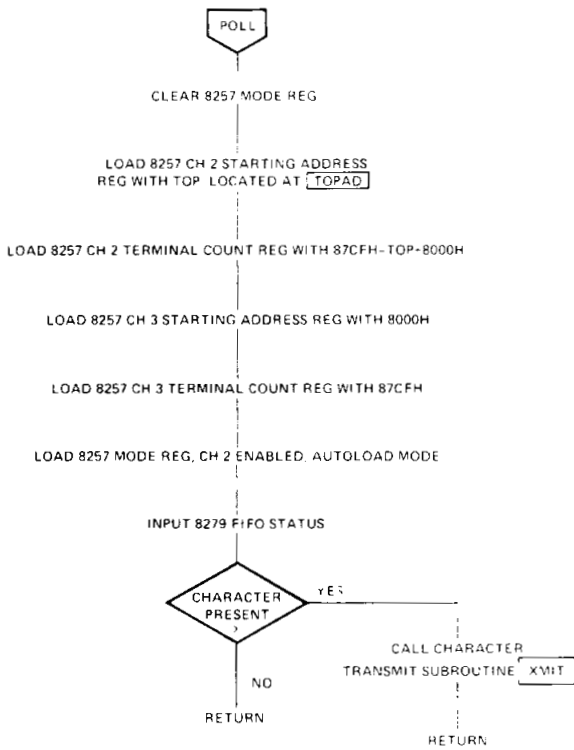 POLL
CLEAR 8257 MODE REG
LOAD 8257 CH 2 STARTING ADDRESS
REG WITH TOP LOCATED AT TOPAD
LOAD 8257 CH 2 TERMINAL COUNT REG WITH 87CFH-TOP-8000H
LOAD 8257 CH 3 STARTING ADDRESS REG WITH 8000H
LOAD 8257 CH 3 TERMINAL COUNT REG WITH 87CFH
LOAD 8257 MODE REG, CH 2 ENABLED, AUTOLOAD MODE
INPUT 8279 FIFO STATUS
CHARACTER
PRESENT
?
YES
NO
RETURN
CALL CHARACTER
TRANSMIT SUBROUTINE XMIT
RETURN